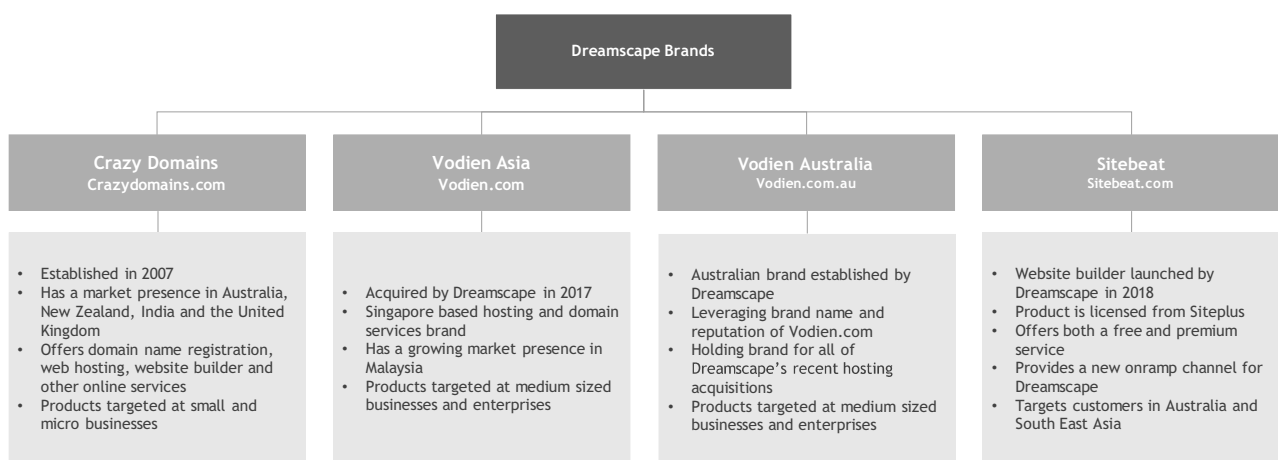 Dreamscape Brands
Crazy Domains
Crazydomains.com
• Established in 2007
• Has a market presence in Australia,
New Zealand, India and the United
Kingdom
• Offers domain name registration,
web hosting, website builder and
other online services
• Products targeted at small and
micro businesses
Vodien Asia
Vodien.com
• Acquired by Dreamscape in 2017
• Singapore based hosting and domain
services brand
• Has a growing market presence in
Malaysia
• Products targeted at medium sized
businesses and enterprises
Vodien Australia
Vodien.com.au
• Australian brand established by
Dreamscape
• Leveraging brand name and
reputation of Vodien.com
• Holding brand for all of
Dreamscape's recent hosting
acquisitions
• Products targeted at medium sized
businesses and enterprises
Sitebeat
Sitebeat.com
• Website builder launched by
Dreamscape in 2018
• Product is licensed from Siteplus
• Offers both a free and premium
service
• Provides a new onramp channel for
Dreamscape
• Targets customers in Australia and
South East Asia